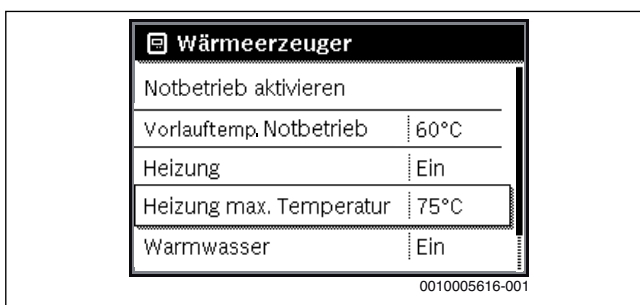 Wärmeerzeuger
Notbetrieb aktivieren
Vorlauftemp. Notbetrieb 60°C
Heizung Ein
Heizung max. Temperatur 75°C
Warmwasser Ein
0010005616-001